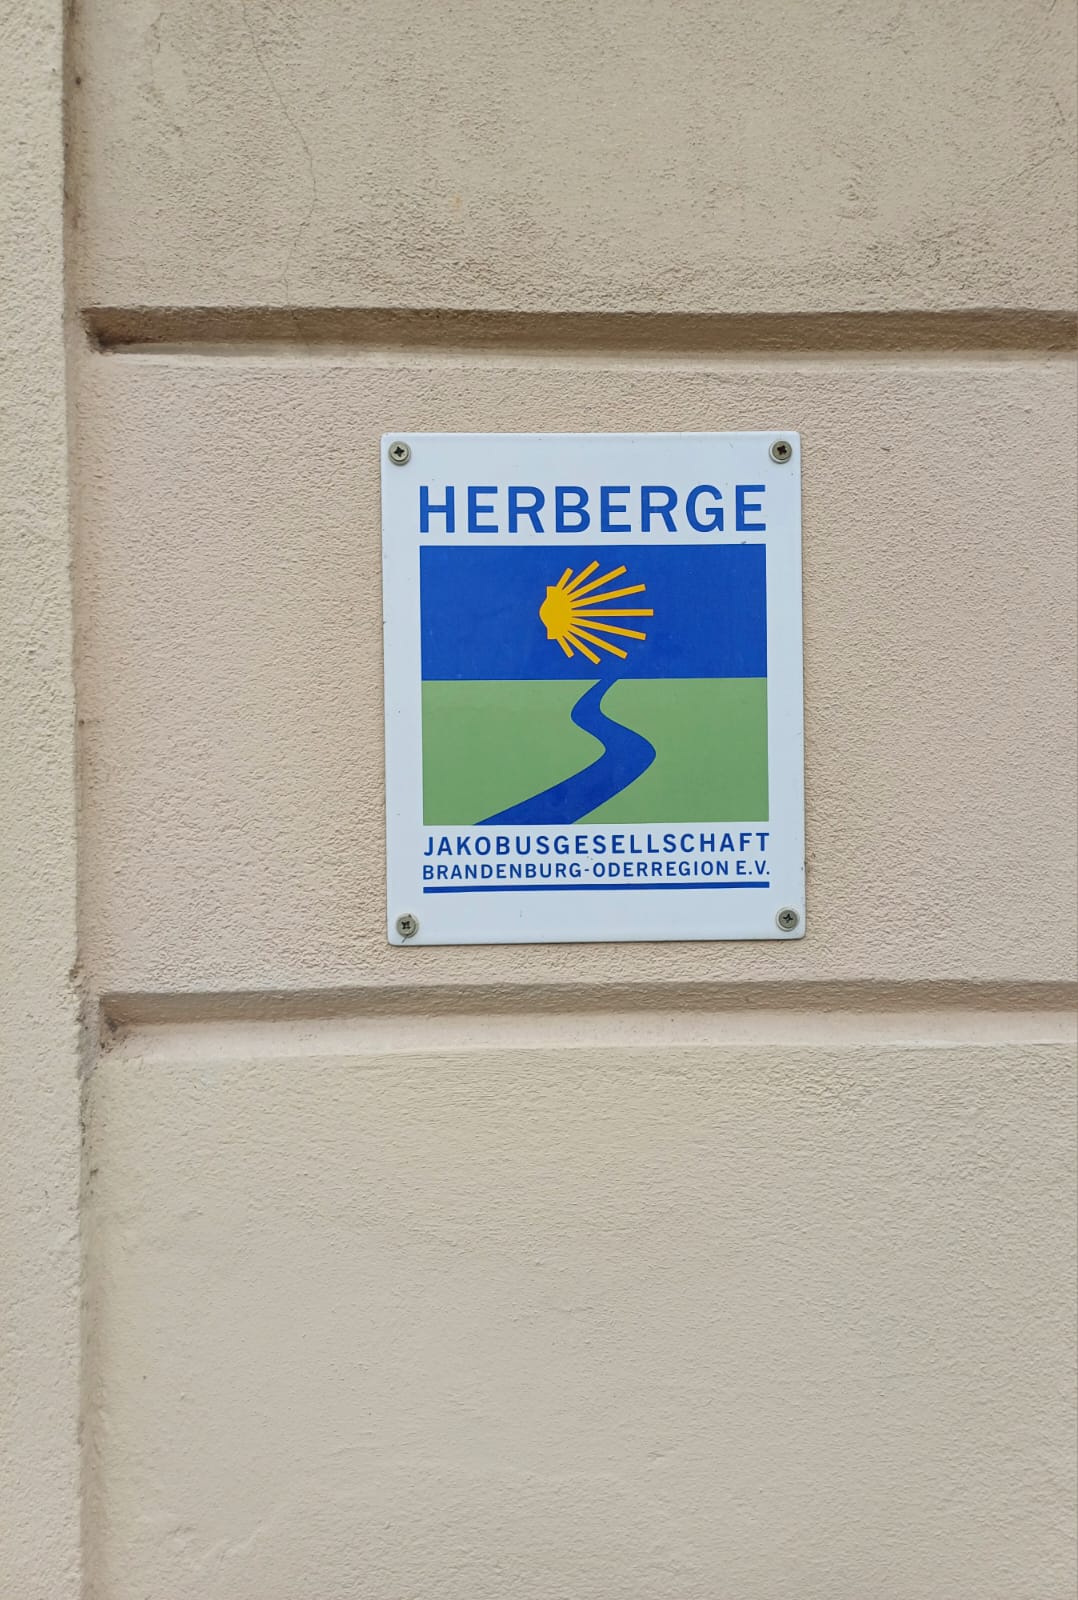 HERBERGE
JAKOBUSGESELLSCHAFT
BRANDENBURG-ODERREGION E.V.